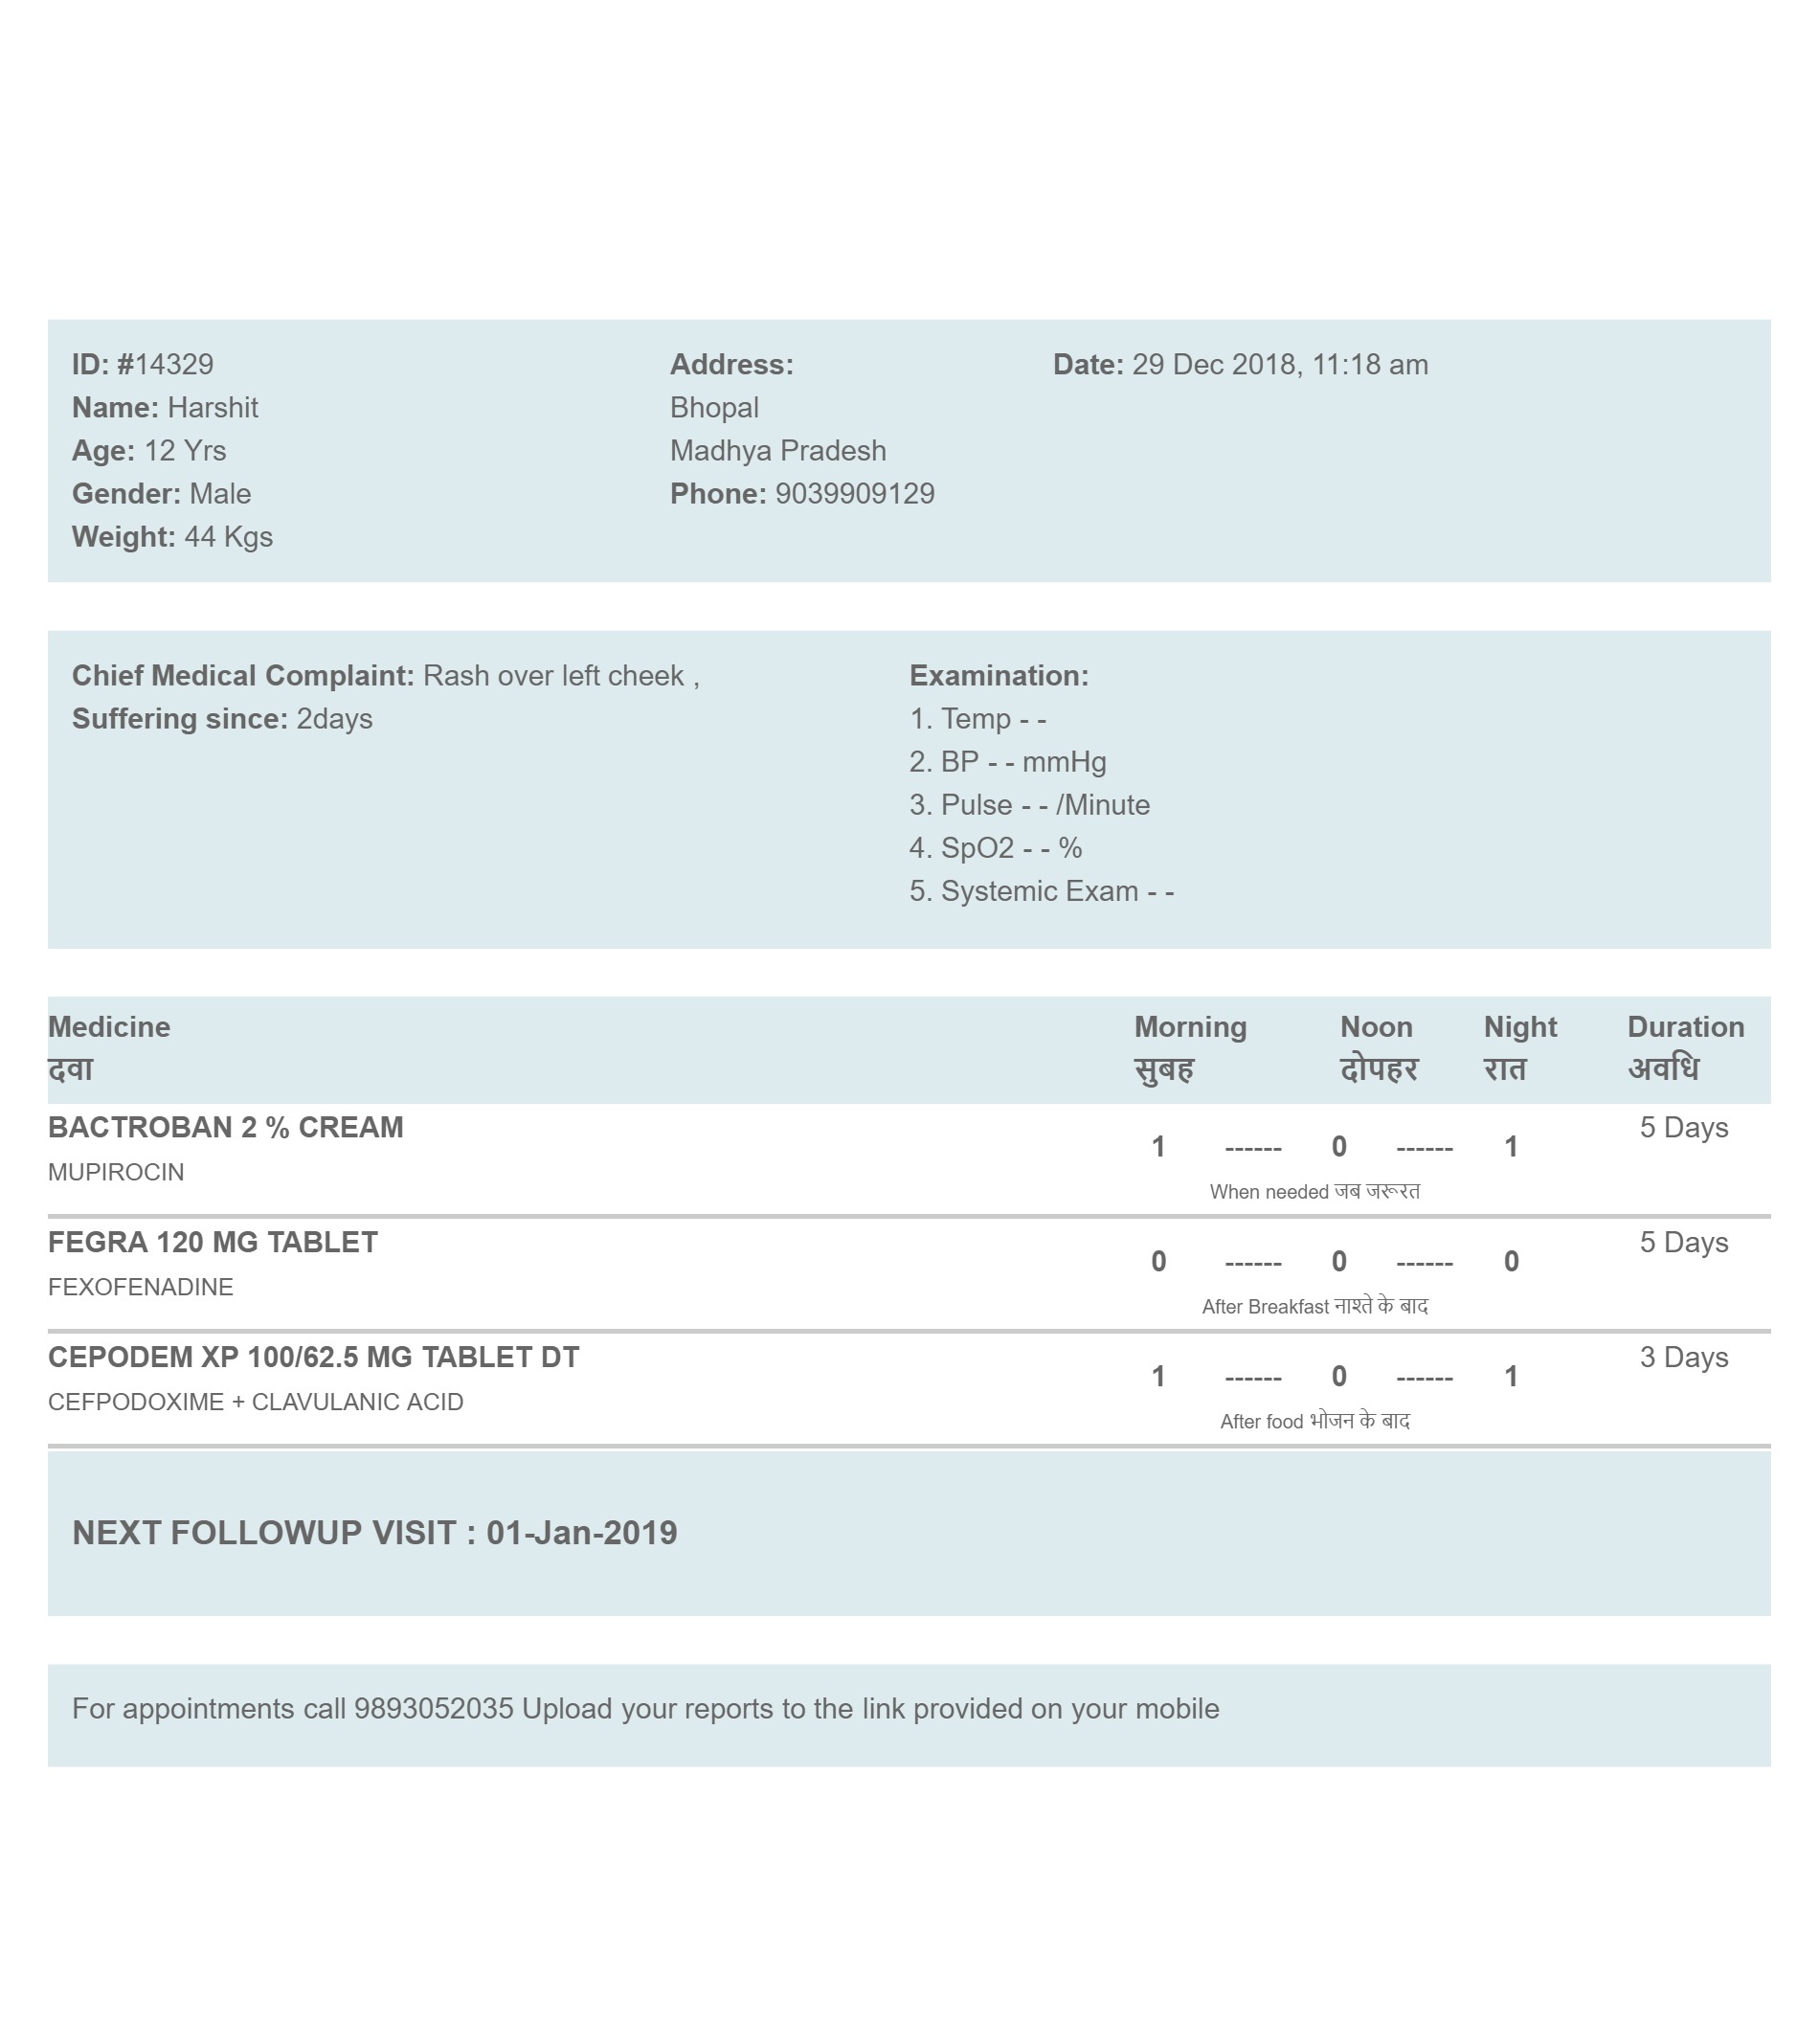 ID: #14329
Name: Harshit
Age: 12 Yrs
Gender: Male
Weight: 44 Kgs
Address:
Bhopal
Madhya Pradesh
Phone: 9039909129
Date: 29 Dec 2018, 11:18 am
Chief Medical Complaint: Rash over left cheek ,
Suffering since: 2days
Examination:
1. Temp - -
2. BP - - mmHg
3. Pulse - - /Minute
4. SpO2 - - %
5. Systemic Exam - -
Medicine Morning Noon Night Duration
दवा सुबह दोपहर रात अवधि
BACTROBAN 2 % CREAM 5 Days
1 ------ 0 ------ 1
MUPIROCIN
When needed जब जरूरत
FEGRA 120 MG TABLET 5 Days
0 ------ 0 ------ 0
FEXOFENADINE
After Breakfast नाश्ते के बाद
CEPODEM XP 100/62.5 MG TABLET DT 3 Days
1 ------ 0 ------ 1
CEFPODOXIME + CLAVULANIC ACID
After food भोजन के बाद
NEXT FOLLOWUP VISIT : 01-Jan-2019
For appointments call 9893052035 Upload your reports to the link provided on your mobile